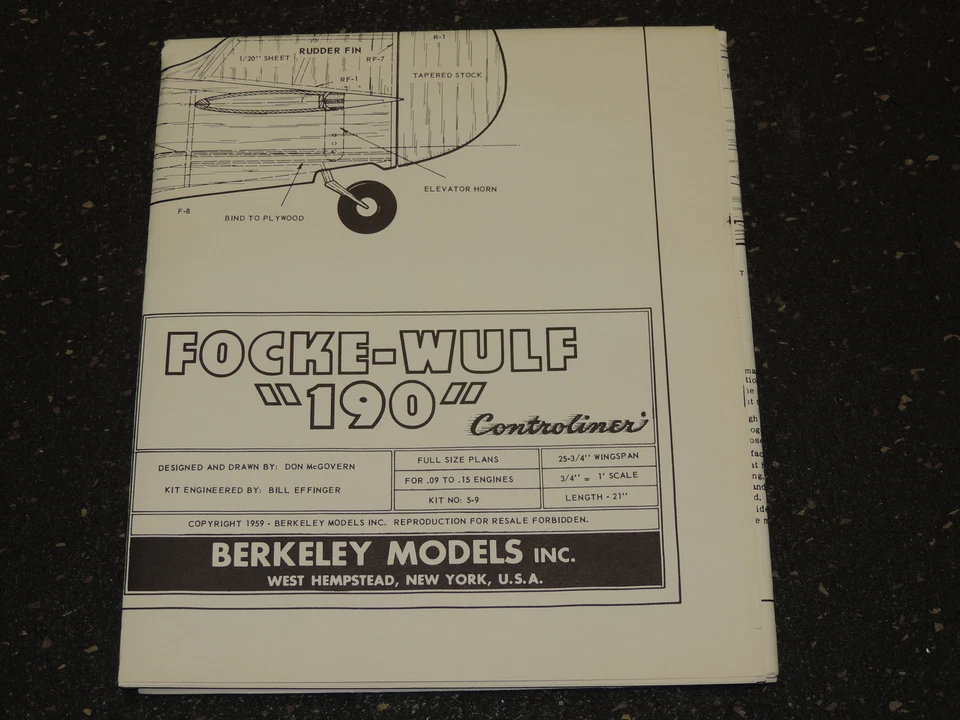 R-1
RUDDER FIN
1/20" SHEET
RF-7
TAPERED STOCK
RF-1
ELEVATOR HORN
F-8
BIND TO PLYWOOD
T
FOCKE-WULF
"190"
Controliner
DESIGNED AND DRAWN BY: DON McGOVERN
KIT ENGINEERED BY: BILL EFFINGER
FULL SIZE PLANS
FOR .09 TO .15 ENGINES
KIT NO: 5-9
25-3/4" WINGSPAN
3/4" = 1' SCALE
LENGTH - 21"
COPYRIGHT 1959 - BERKELEY MODELS INC. REPRODUCTION FOR RESALE FORBIDDEN.
BERKELEY MODELS INC.
WEST HEMPSTEAD, NEW YORK, U.S.A.